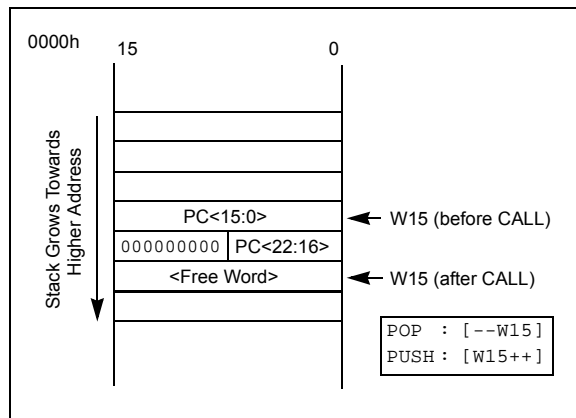 0000h
15 0
Stack Grows Towards
Higher Address
PC<15:0>
W15 (before CALL)
000000000 PC<22:16>
<Free Word>
W15 (after CALL)
POP : [--W15]
PUSH : [W15++]